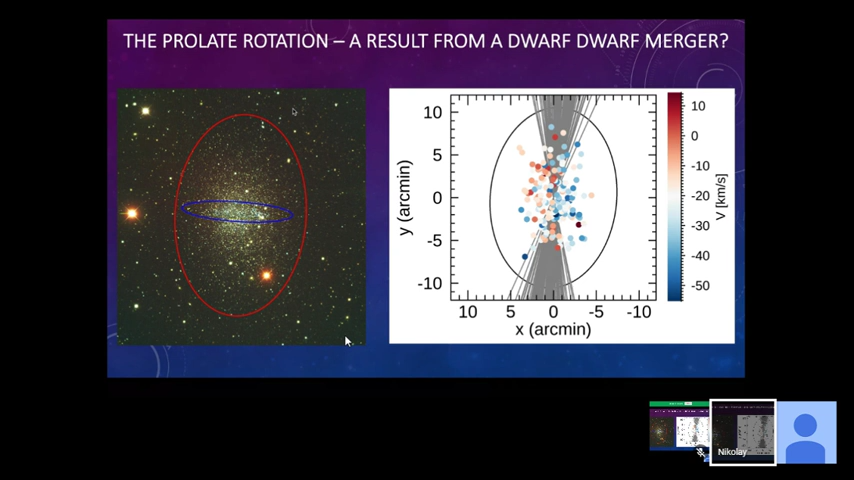 THE PROLATE ROTATION – A RESULT FROM A DWARF DWARF MERGER?
10
5
0
-5
-10
y (arcmin)
10 5 0 -5 -10
x (arcmin)
10
0
-10
-20
-30
-40
-50
V [km/s]
Nikolay